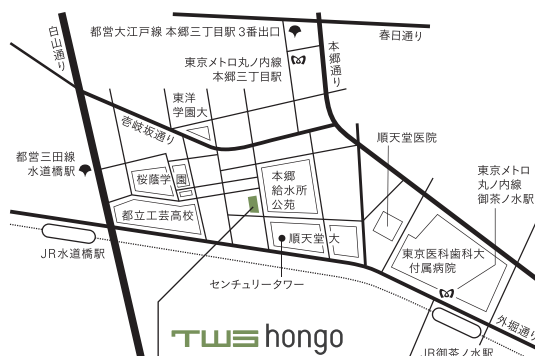 白山通り
都営大江戸線 本郷三丁目駅 3番出口
春日通り
本郷通り
東京メトロ丸ノ内線
本郷三丁目駅
東洋
学園大
壱岐坂通り
順天堂医院
都営三田線
水道橋駅
東京メトロ
丸ノ内線
御茶ノ水駅
桜蔭学園
本郷
給水所
公苑
都立工芸高校
順天堂大
東京医科歯科大
付属病院
JR水道橋駅
センチュリータワー
外堀通り
TWS hongo
JR御茶ノ水駅